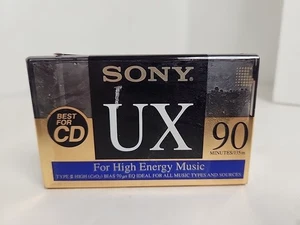 SONY
BEST
FOR
CD
UX
90
MINUTES/135m
For High Energy Music
TYPE II HIGH (CrO₂) BIAS 70μs EQ IDEAL FOR ALL MUSIC TYPES AND SOURCES